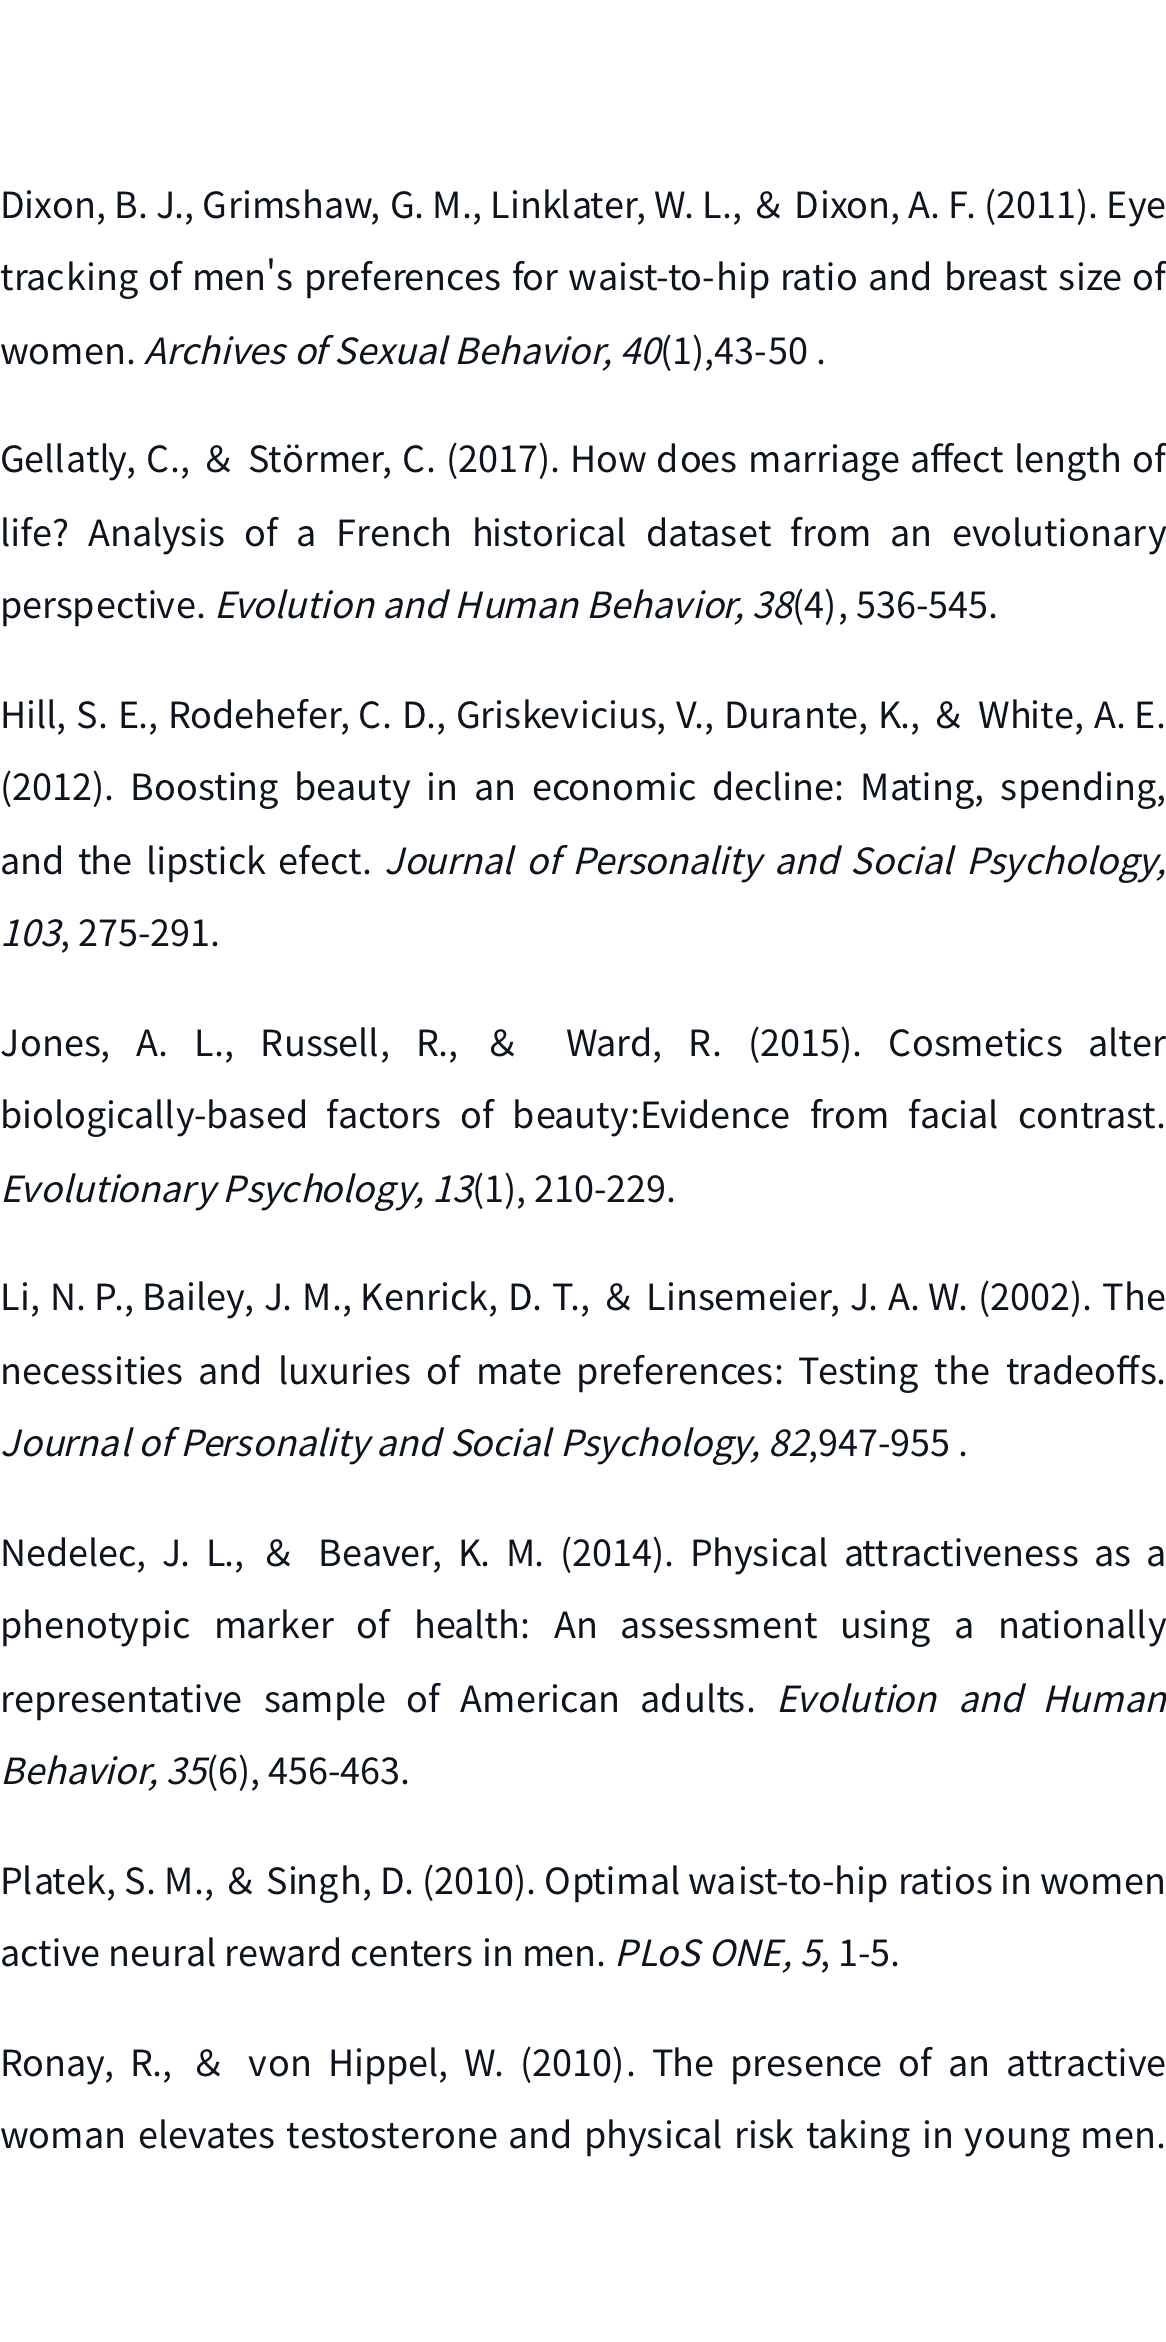 Dixon, B. J., Grimshaw, G. M., Linklater, W. L., & Dixon, A. F. (2011). Eye
tracking of men's preferences for waist-to-hip ratio and breast size of
women. Archives of Sexual Behavior, 40(1),43-50 .
Gellatly, C., & Störmer, C. (2017). How does marriage affect length of
life? Analysis of a French historical dataset from an evolutionary
perspective. Evolution and Human Behavior, 38(4), 536-545.
Hill, S. E., Rodehefer, C. D., Griskevicius, V., Durante, K., & White, A. E.
(2012). Boosting beauty in an economic decline: Mating, spending,
and the lipstick efect. Journal of Personality and Social Psychology,
103, 275-291.
Jones, A. L., Russell, R., & Ward, R. (2015). Cosmetics alter
biologically-based factors of beauty:Evidence from facial contrast.
Evolutionary Psychology, 13(1), 210-229.
Li, N. P., Bailey, J. M., Kenrick, D. T., & Linsemeier, J. A. W. (2002). The
necessities and luxuries of mate preferences: Testing the tradeoffs.
Journal of Personality and Social Psychology, 82,947-955 .
Nedelec, J. L., & Beaver, K. M. (2014). Physical attractiveness as a
phenotypic marker of health: An assessment using a nationally
representative sample of American adults. Evolution and Human
Behavior, 35(6), 456-463.
Platek, S. M., & Singh, D. (2010). Optimal waist-to-hip ratios in women
active neural reward centers in men. PLoS ONE, 5, 1-5.
Ronay, R., & von Hippel, W. (2010). The presence of an attractive
woman elevates testosterone and physical risk taking in young men.